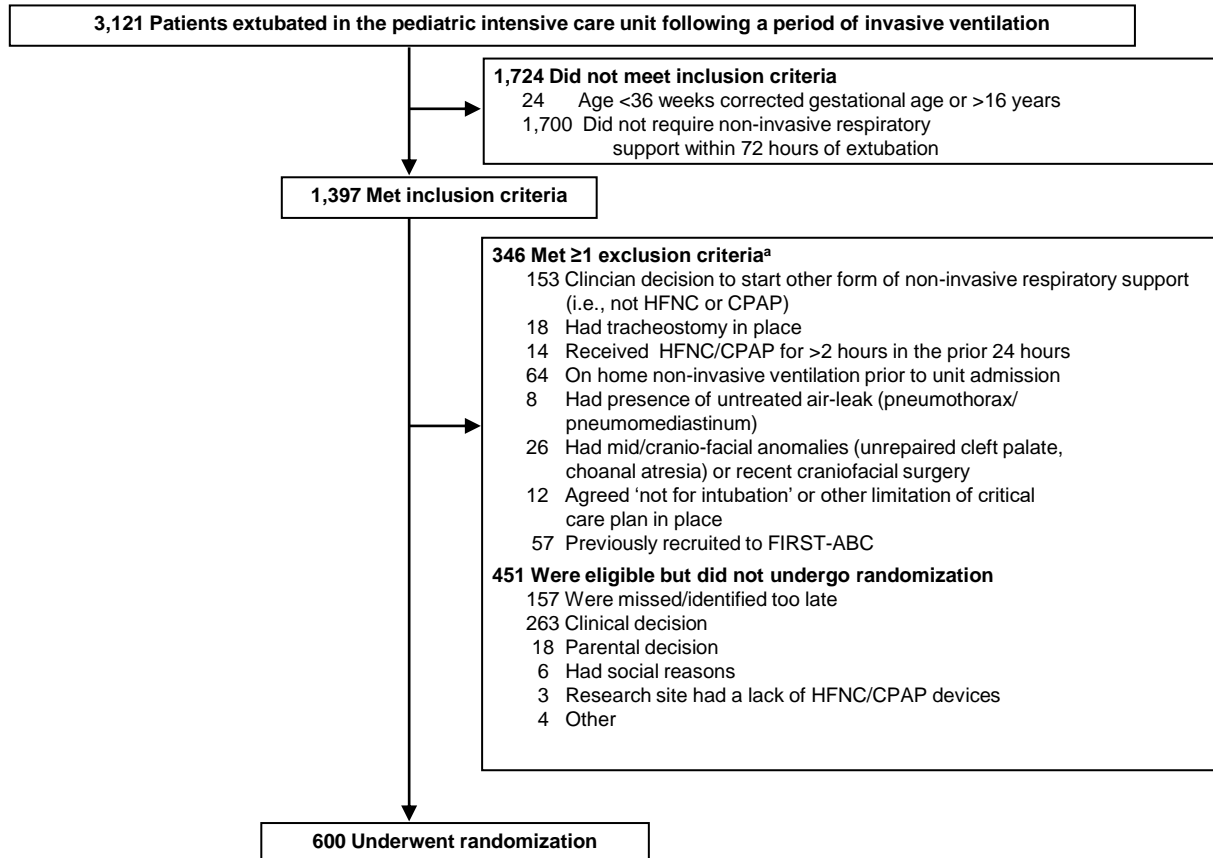 3,121 Patients extubated in the pediatric intensive care unit following a period of invasive ventilation
1,724 Did not meet inclusion criteria
24 Age <36 weeks corrected gestational age or >16 years
1,700 Did not require non-invasive respiratory
support within 72 hours of extubation
1,397 Met inclusion criteria
346 Met ≥1 exclusion criteriaᵃ
153 Clincian decision to start other form of non-invasive respiratory support
(i.e., not HFNC or CPAP)
18 Had tracheostomy in place
14 Received HFNC/CPAP for >2 hours in the prior 24 hours
64 On home non-invasive ventilation prior to unit admission
8 Had presence of untreated air-leak (pneumothorax/
pneumomediastinum)
26 Had mid/cranio-facial anomalies (unrepaired cleft palate,
choanal atresia) or recent craniofacial surgery
12 Agreed ‘not for intubation’ or other limitation of critical
care plan in place
57 Previously recruited to FIRST-ABC
451 Were eligible but did not undergo randomization
157 Were missed/identified too late
263 Clinical decision
18 Parental decision
6 Had social reasons
3 Research site had a lack of HFNC/CPAP devices
4 Other
600 Underwent randomization